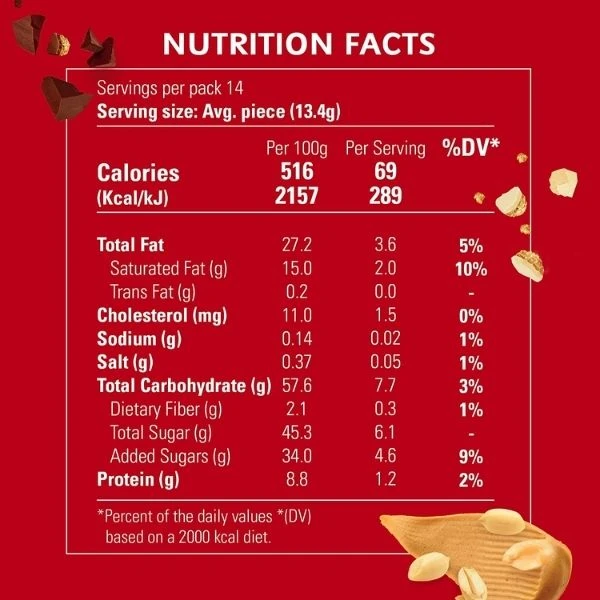 NUTRITION FACTS
Servings per pack 14
Serving size: Avg. piece (13.4g)
Per 100g Per Serving %DV*
Calories 516 69
(Kcal/kJ) 2157 289
Total Fat 27.2 3.6 5%
Saturated Fat (g) 15.0 2.0 10%
Trans Fat (g) 0.2 0.0 -
Cholesterol (mg) 11.0 1.5 0%
Sodium (g) 0.14 0.02 1%
Salt (g) 0.37 0.05 1%
Total Carbohydrate (g) 57.6 7.7 3%
Dietary Fiber (g) 2.1 0.3 1%
Total Sugar (g) 45.3 6.1 -
Added Sugars (g) 34.0 4.6 9%
Protein (g) 8.8 1.2 2%
*Percent of the daily values *(DV)
based on a 2000 kcal diet.